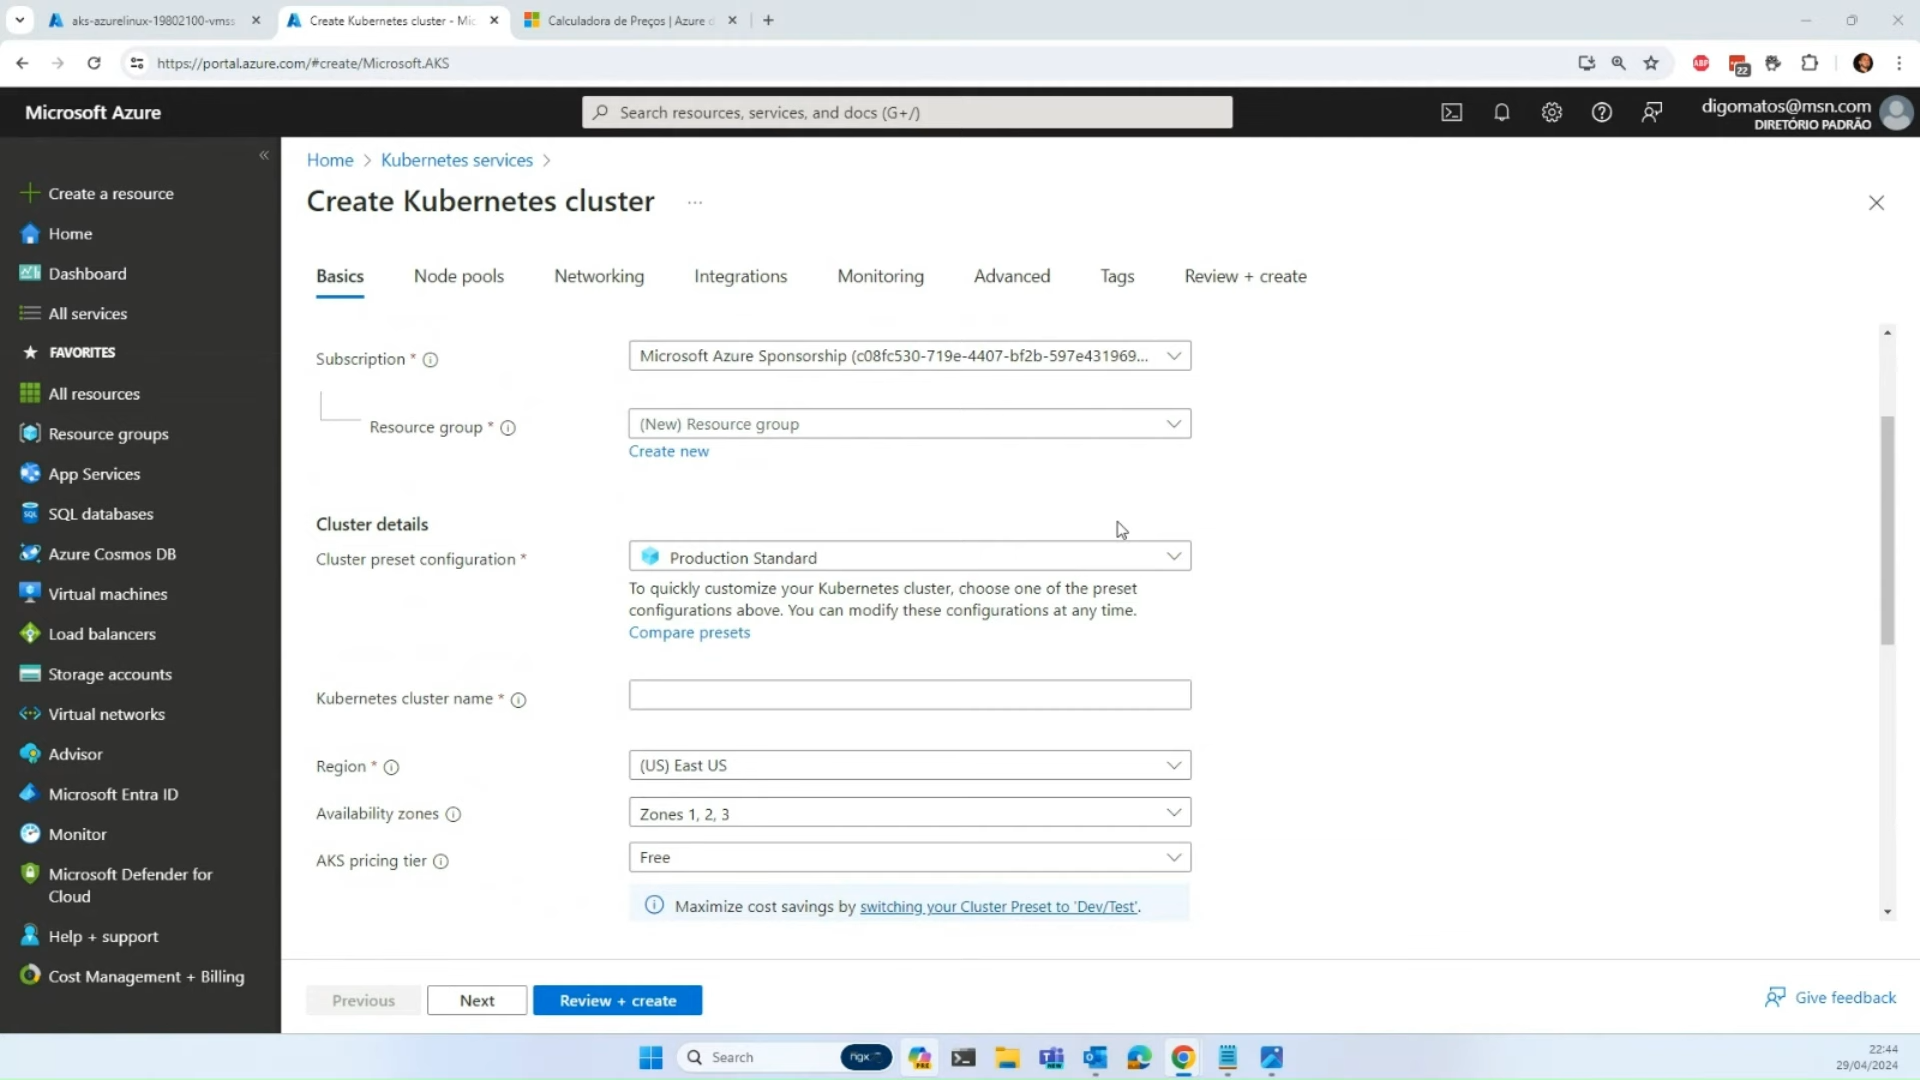 aks-azurelinux-19802100-vmss
Create Kubernetes cluster - Mic
Calculadora de Preços | Azure d
https://portal.azure.com/#create/Microsoft.AKS
ABP
22
Microsoft Azure
Search resources, services, and docs (G+/)
digomatos@msn.com
DIRETÓRIO PADRÃO
Create a resource
Home
Dashboard
All services
FAVORITES
All resources
Resource groups
App Services
SQL databases
Azure Cosmos DB
Virtual machines
Load balancers
Storage accounts
Virtual networks
Advisor
Microsoft Entra ID
Monitor
Microsoft Defender for
Cloud
Help + support
Cost Management + Billing
Home > Kubernetes services >
Create Kubernetes cluster ...
Basics
Node pools
Networking
Integrations
Monitoring
Advanced
Tags
Review + create
Subscription *
Microsoft Azure Sponsorship (c08fc530-719e-4407-bf2b-597e431969...
Resource group *
(New) Resource group
Create new
Cluster details
Cluster preset configuration *
Production Standard
To quickly customize your Kubernetes cluster, choose one of the preset
configurations above. You can modify these configurations at any time.
Compare presets
Kubernetes cluster name *
Region *
(US) East US
Availability zones
Zones 1, 2, 3
AKS pricing tier
Free
Maximize cost savings by switching your Cluster Preset to 'Dev/Test'.
Previous
Next
Review + create
Give feedback
Search
22:44
29/04/2024